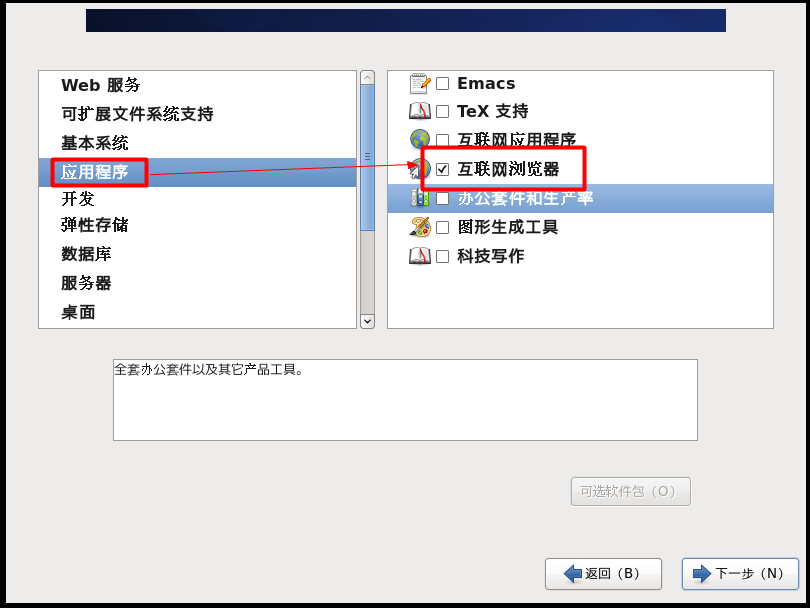 Web 服务
可扩展文件系统支持
基本系统
应用程序
开发
弹性存储
数据库
服务器
桌面
Emacs
TeX 支持
互联网应用程序
互联网浏览器
办公套件和生产率
图形生成工具
科技写作
全套办公套件以及其它产品工具。
可选软件包（O）
返回（B）
下一步（N）